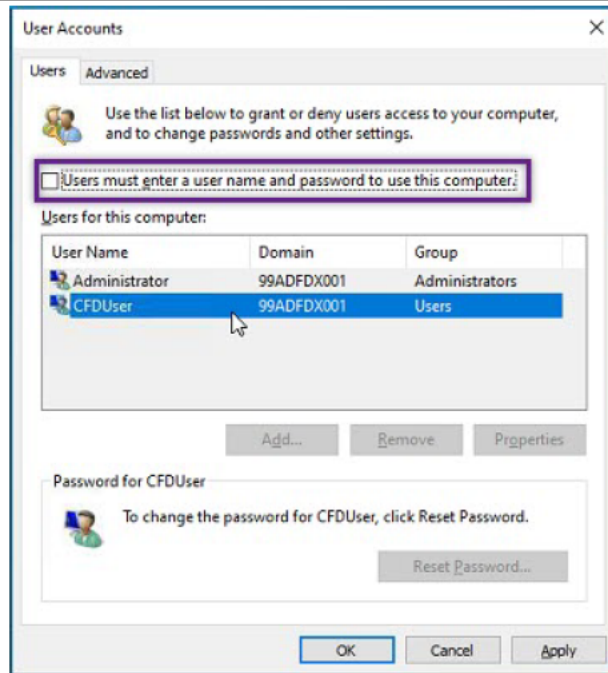 User Accounts
Users
Advanced
Use the list below to grant or deny users access to your computer,
and to change passwords and other settings.
Users must enter a user name and password to use this computer.
Users for this computer:
User Name Domain Group
Administrator 99ADFDX001 Administrators
CFDUser 99ADFDX001 Users
Add... Remove Properties
Password for CFDUser
To change the password for CFDUser, click Reset Password.
Reset Password...
OK Cancel Apply